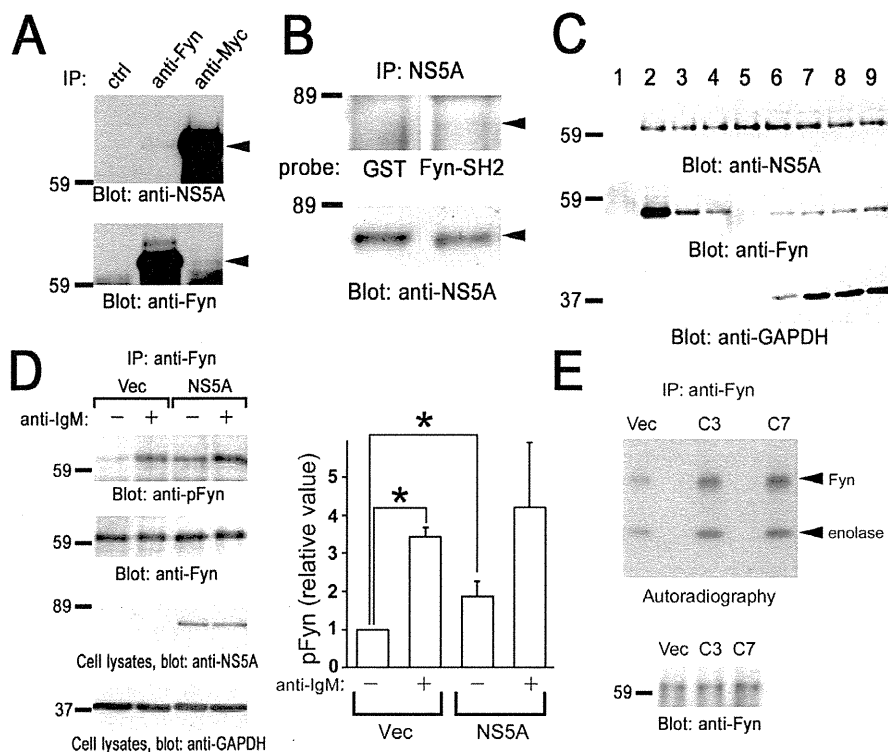 A
IP: ctrl anti-Fyn anti-Myc
59
Blot: anti-NS5A
59
Blot: anti-Fyn
B
IP: NS5A
89
probe: GST Fyn-SH2
89
Blot: anti-NS5A
C
1 2 3 4 5 6 7 8 9
59
Blot: anti-NS5A
59
Blot: anti-Fyn
37
Blot: anti-GAPDH
D
IP: anti-Fyn
Vec NS5A
anti-IgM: − + − +
59
Blot: anti-pFyn
59
Blot: anti-Fyn
89
Cell lysates, blot: anti-NS5A
37
Cell lysates, blot: anti-GAPDH
pFyn (relative value)
5
4
3
2
1
0
*
*
anti-IgM: − + − +
Vec NS5A
E
IP: anti-Fyn
Vec C3 C7
Fyn
enolase
Autoradiography
Vec C3 C7
59
Blot: anti-Fyn